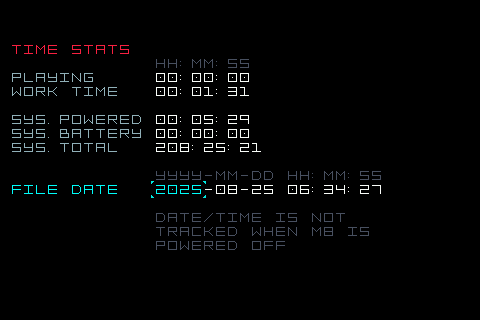 TIME STATS
HH: MM: SS
PLAYING 00: 00: 00
WORK TIME 00: 01: 31
SYS. POWERED 00: 05: 29
SYS. BATTERY 00: 00: 00
SYS. TOTAL 208: 25: 21
YYYY-MM-DD HH: MM: SS
FILE DATE 2025-08-25 06: 34: 27
DATE/TIME IS NOT
TRACKED WHEN M8 IS
POWERED OFF